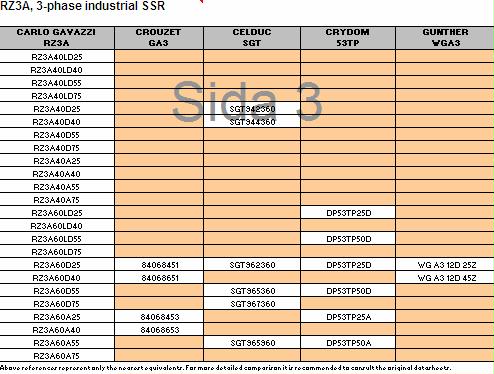 RZ3A, 3-phase industrial SSR
CARLO GAVAZZI CROUZET CELDUC CRYDOM GUNTHER
RZ3A GA3 SGT 53TP WGA3
RZ3A40LD25
RZ3A40LD40
RZ3A40LD55
RZ3A40LD75
Sida 3
RZ3A40D25 SGT942360
RZ3A40D40 SGT944360
RZ3A40D55
RZ3A40D75
RZ3A40A25
RZ3A40A40
RZ3A40A55
RZ3A40A75
RZ3A60LD25 DP53TP25D
RZ3A60LD40
RZ3A60LD55 DP53TP50D
RZ3A60LD75
RZ3A60D25 84068451 SGT962360 DP53TP25D WG A3 12D 25Z
RZ3A60D40 84068651 WG A3 12D 45Z
RZ3A60D55 SGT965360 DP53TP50D
RZ3A60D75 SGT967360
RZ3A60A25 84068453 DP53TP25A
RZ3A60A40 84068653
RZ3A60A55 SGT965960 DP53TP50A
RZ3A60A75
Above references represent only the nearest equivalents. For more detailed comparison it is recommended to consult the original datasheets.